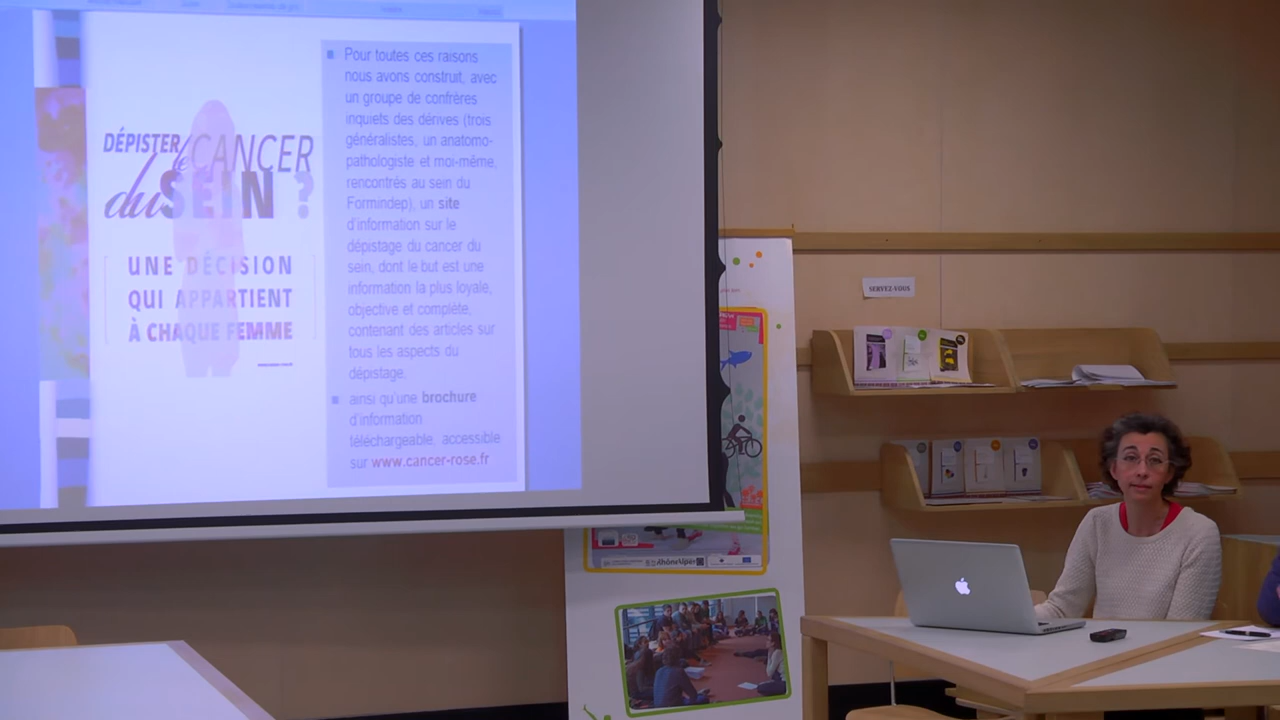 DÉPISTER le CANCER
du SEIN ?
UNE DÉCISION
QUI APPARTIENT
À CHAQUE FEMME
Pour toutes ces raisons
nous avons construit, avec
un groupe de confrères
inquiets des dérives (trois
généralistes, un anatomo-
pathologiste et moi-même,
rencontrés au sein du
Formindep), un site
d'information sur le
dépistage du cancer du
sein, dont le but est une
information la plus loyale,
objective et complète,
contenant des articles sur
tous les aspects du
dépistage.
ainsi qu'une brochure
d'information
téléchargeable, accessible
sur www.cancer-rose.fr
SERVEZ-VOUS
RhôneAlpes